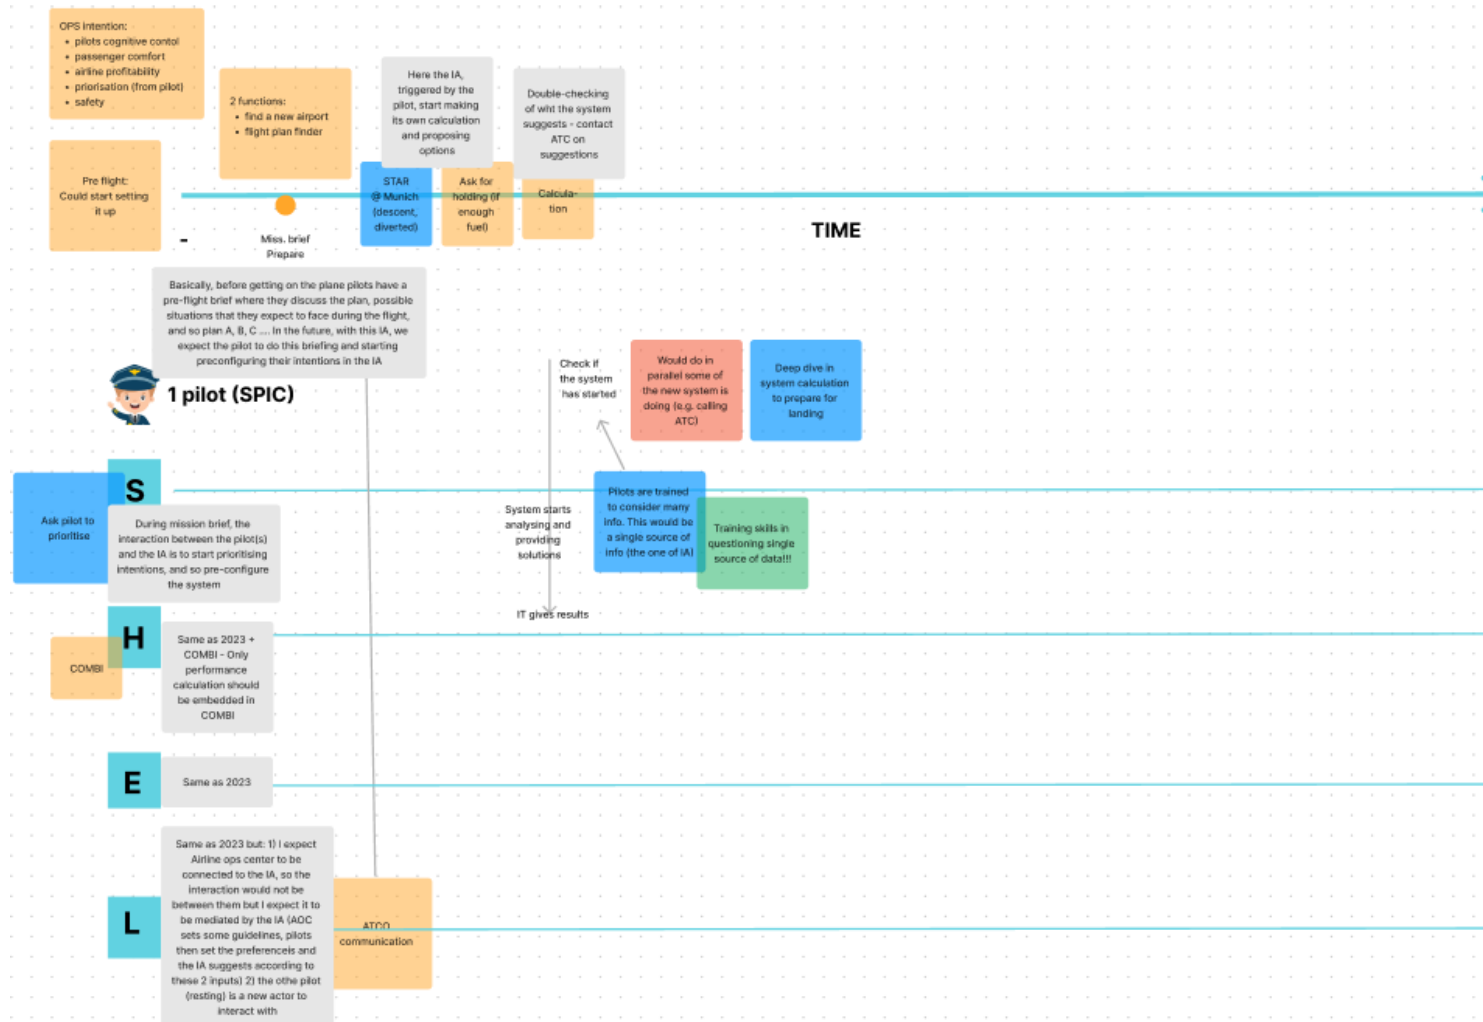 OPS intention:
• pilots cognitive contol
• passenger comfort
• airline profitability
• priorisation (from pilot)
• safety
2 functions:
• find a new airport
• flight plan finder
Here the IA,
triggered by the
pilot, start making
its own calculation
and proposing
options
Double-checking
of wht the system
suggests - contact
ATC on
suggestions
Pre flight:
Could start setting
it up
STAR
@ Munich
(descent,
diverted)
Ask for
holding (if
enough
fuel)
Calcula-
tion
-
Miss. brief
Prepare
TIME
Basically, before getting on the plane pilots have a
pre-flight brief where they discuss the plan, possible
situations that they expect to face during the flight,
and so plan A, B, C .... In the future, with this IA, we
expect the pilot to do this briefing and starting
preconfiguring their intentions in the IA
1 pilot (SPIC)
Check if
the system
has started
Would do in
parallel some of
the new system is
doing (e.g. calling
ATC)
Deep dive in
system calculation
to prepare for
landing
S
Ask pilot to
prioritise
During mission brief, the
interaction between the pilot(s)
and the IA is to start prioritising
intentions, and so pre-configure
the system
System starts
analysing and
providing
solutions
Pilots are trained
to consider many
info. This would be
a single source of
info (the one of IA)
Training skills in
questioning single
source of data!!!
IT gives results
H
COMBI
Same as 2023 +
COMBI - Only
performance
calculation should
be embedded in
COMBI
E
Same as 2023
L
Same as 2023 but: 1) I expect
Airline ops center to be
connected to the IA, so the
interaction would not be
between them but I expect it to
be mediated by the IA (AOC
sets some guidelines, pilots
then set the preferenceis and
the IA suggests according to
these 2 inputs) 2) the othe pilot
(resting) is a new actor to
interact with
ATCO
communication